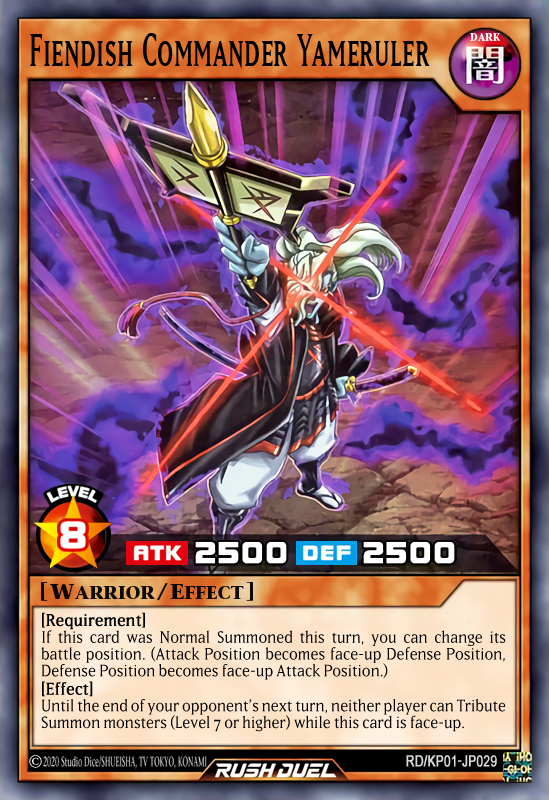 FIENDISH COMMANDER YAMERULER
DARK
闇
LEVEL
8
ATK 2500 DEF 2500
[WARRIOR/EFFECT]
[Requirement]
If this card was Normal Summoned this turn, you can change its
battle position. (Attack Position becomes face-up Defense Position,
Defense Position becomes face-up Attack Position.)
[Effect]
Until the end of your opponent's next turn, neither player can Tribute
Summon monsters (Level 7 or higher) while this card is face-up.
©2020 Studio Dice/SHUEISHA, TV TOKYO, KONAMI
RUSH DUEL
RD/KP01-JP029